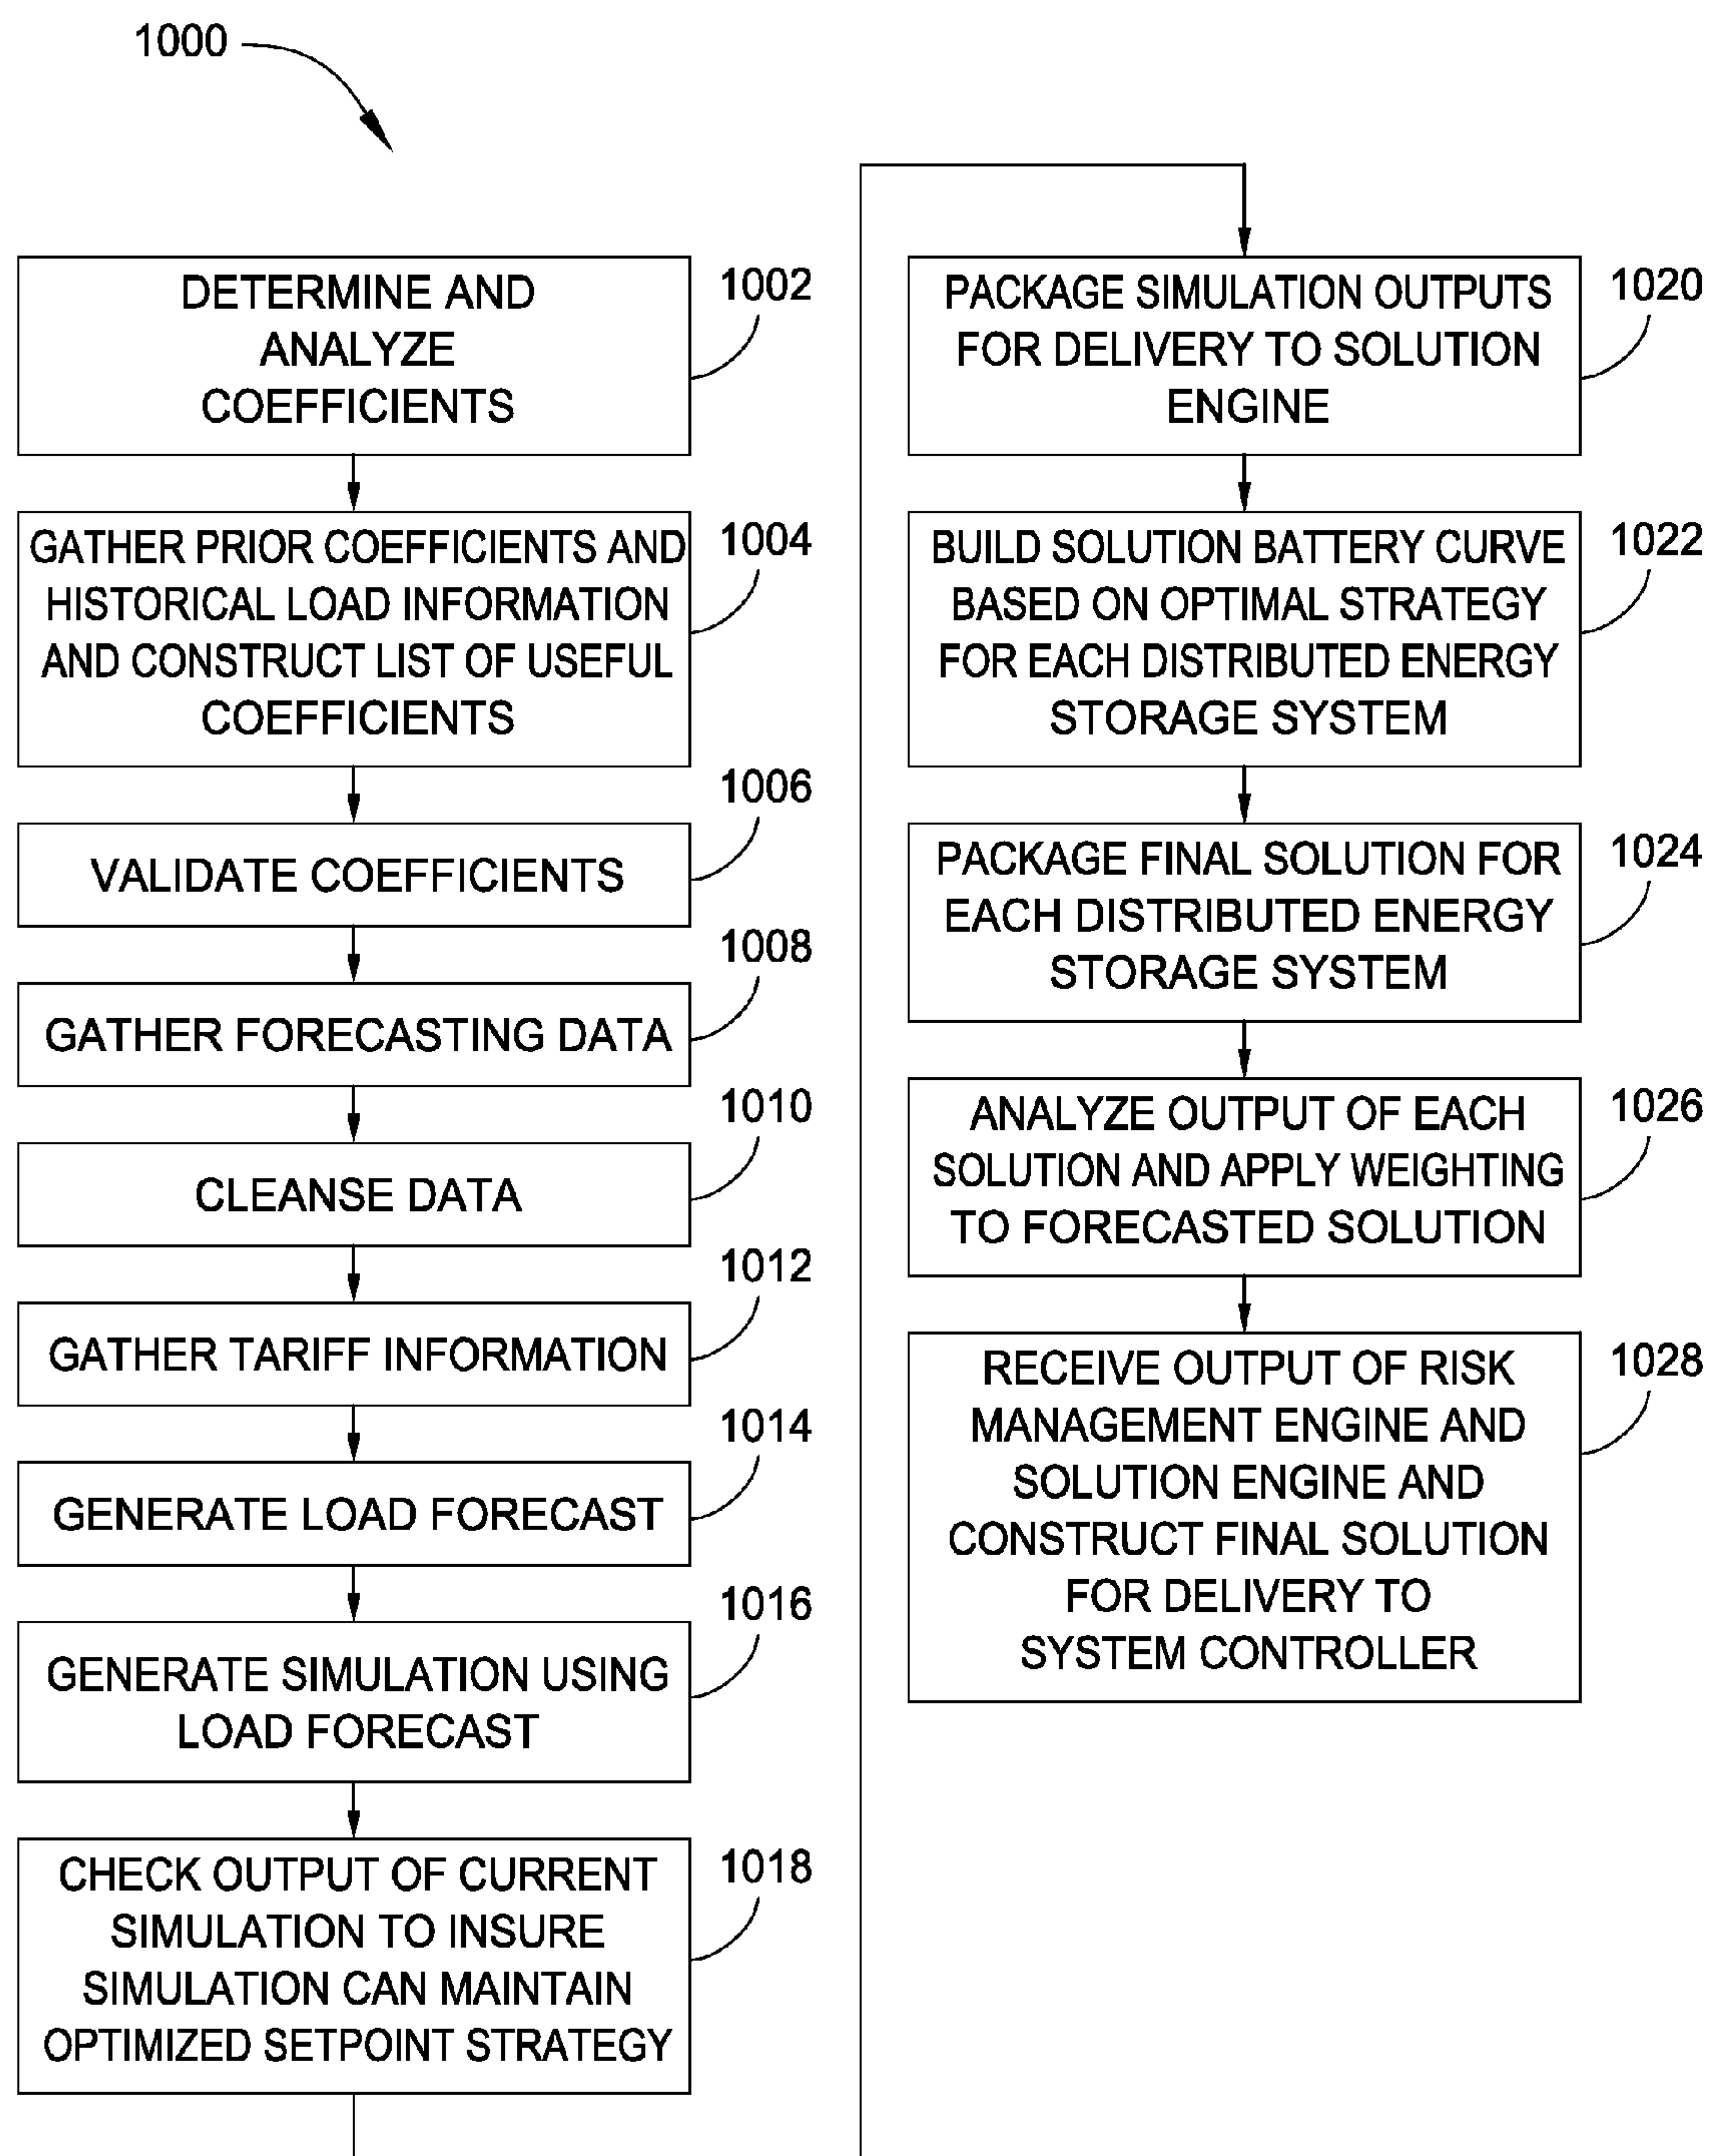 1000
DETERMINE AND
ANALYZE
COEFFICIENTS
1002
GATHER PRIOR COEFFICIENTS AND
HISTORICAL LOAD INFORMATION
AND CONSTRUCT LIST OF USEFUL
COEFFICIENTS
1004
VALIDATE COEFFICIENTS
1006
GATHER FORECASTING DATA
1008
CLEANSE DATA
1010
GATHER TARIFF INFORMATION
1012
GENERATE LOAD FORECAST
1014
GENERATE SIMULATION USING
LOAD FORECAST
1016
CHECK OUTPUT OF CURRENT
SIMULATION TO INSURE
SIMULATION CAN MAINTAIN
OPTIMIZED SETPOINT STRATEGY
1018
PACKAGE SIMULATION OUTPUTS
FOR DELIVERY TO SOLUTION
ENGINE
1020
BUILD SOLUTION BATTERY CURVE
BASED ON OPTIMAL STRATEGY
FOR EACH DISTRIBUTED ENERGY
STORAGE SYSTEM
1022
PACKAGE FINAL SOLUTION FOR
EACH DISTRIBUTED ENERGY
STORAGE SYSTEM
1024
ANALYZE OUTPUT OF EACH
SOLUTION AND APPLY WEIGHTING
TO FORECASTED SOLUTION
1026
RECEIVE OUTPUT OF RISK
MANAGEMENT ENGINE AND
SOLUTION ENGINE AND
CONSTRUCT FINAL SOLUTION
FOR DELIVERY TO
SYSTEM CONTROLLER
1028